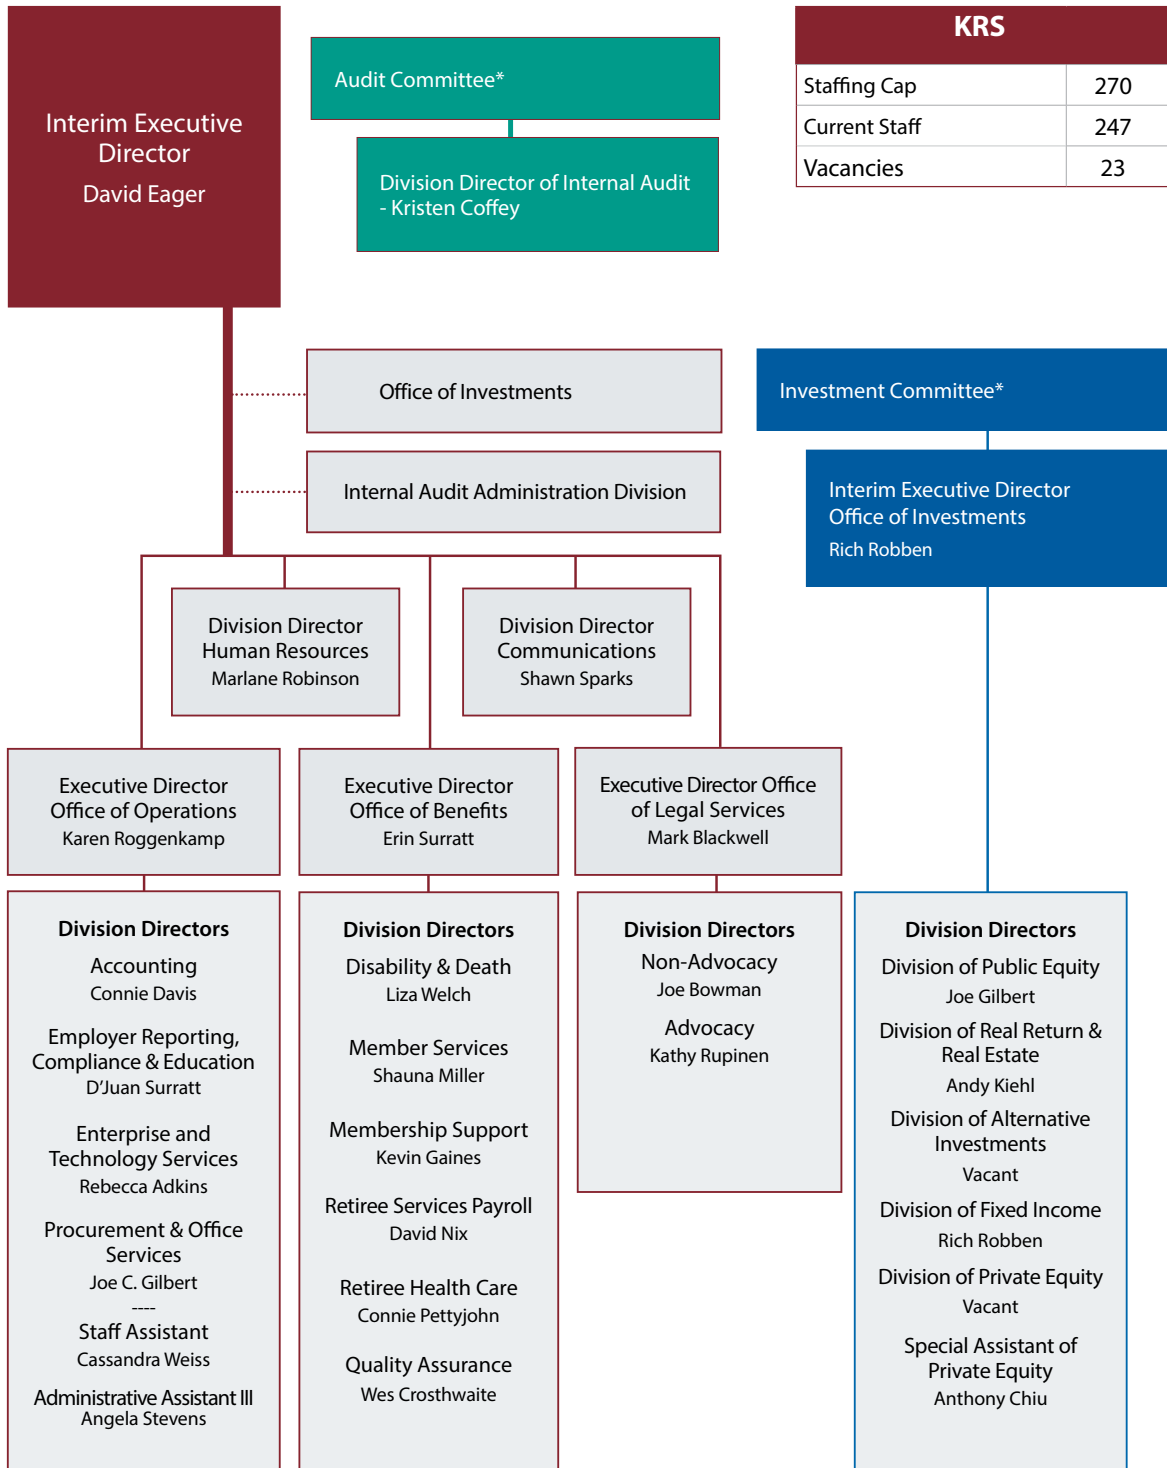 Interim Executive
Director
David Eager
Audit Committee*
Division Director of Internal Audit
- Kristen Coffey
KRS
Staffing Cap 270
Current Staff 247
Vacancies 23
Office of Investments
Internal Audit Administration Division
Investment Committee*
Interim Executive Director
Office of Investments
Rich Robben
Division Director
Human Resources
Marlane Robinson
Division Director
Communications
Shawn Sparks
Executive Director
Office of Operations
Karen Roggenkamp
Executive Director
Office of Benefits
Erin Surratt
Executive Director Office
of Legal Services
Mark Blackwell
Division Directors
Accounting
Connie Davis
Employer Reporting,
Compliance & Education
D'Juan Surratt
Enterprise and
Technology Services
Rebecca Adkins
Procurement & Office
Services
Joe C. Gilbert
----
Staff Assistant
Cassandra Weiss
Administrative Assistant III
Angela Stevens
Division Directors
Disability & Death
Liza Welch
Member Services
Shauna Miller
Membership Support
Kevin Gaines
Retiree Services Payroll
David Nix
Retiree Health Care
Connie Pettyjohn
Quality Assurance
Wes Crosthwaite
Division Directors
Non-Advocacy
Joe Bowman
Advocacy
Kathy Rupinen
Division Directors
Division of Public Equity
Joe Gilbert
Division of Real Return &
Real Estate
Andy Kiehl
Division of Alternative
Investments
Vacant
Division of Fixed Income
Rich Robben
Division of Private Equity
Vacant
Special Assistant of
Private Equity
Anthony Chiu